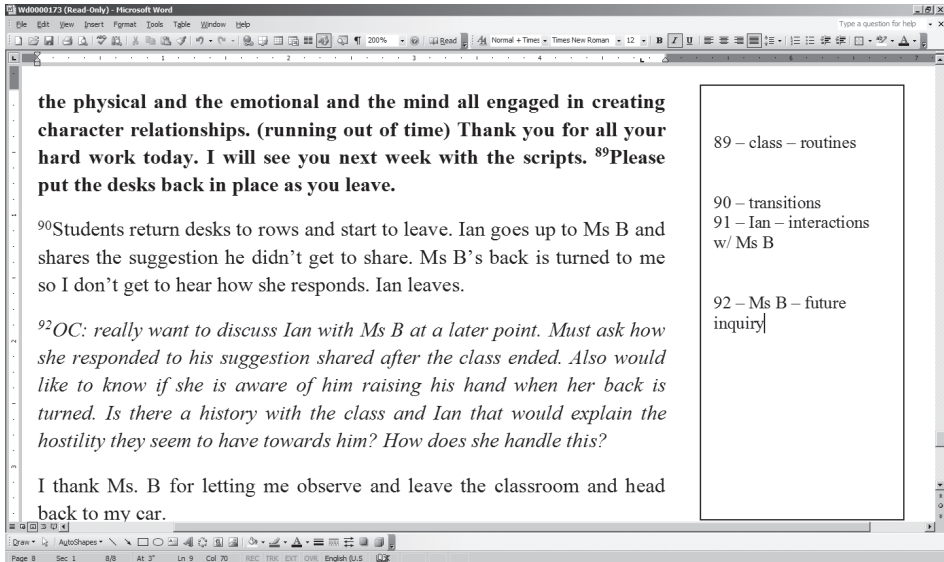 Wd0000173 (Read-Only) - Microsoft Word
File Edit View Insert Format Tools Table Window Help
Type a question for help
200%
Read
Normal + Times
Times New Roman
12
B I U
1 2 3 4 6 7
the physical and the emotional and the mind all engaged in creating
character relationships. (running out of time) Thank you for all your
hard work today. I will see you next week with the scripts. ⁸⁹Please
put the desks back in place as you leave.
⁹⁰Students return desks to rows and start to leave. Ian goes up to Ms B and
shares the suggestion he didn’t get to share. Ms B’s back is turned to me
so I don’t get to hear how she responds. Ian leaves.
⁹²OC: really want to discuss Ian with Ms B at a later point. Must ask how
she responded to his suggestion shared after the class ended. Also would
like to know if she is aware of him raising his hand when her back is
turned. Is there a history with the class and Ian that would explain the
hostility they seem to have towards him? How does she handle this?
I thank Ms. B for letting me observe and leave the classroom and head
back to my car.
89 – class – routines
90 – transitions
91 – Ian – interactions
w/ Ms B
92 – Ms B – future
inquiry
Draw AutoShapes
Page 8 Sec 1 8/8 At 3" Ln 9 Col 70 REC TRK EXT OVR English (U.S